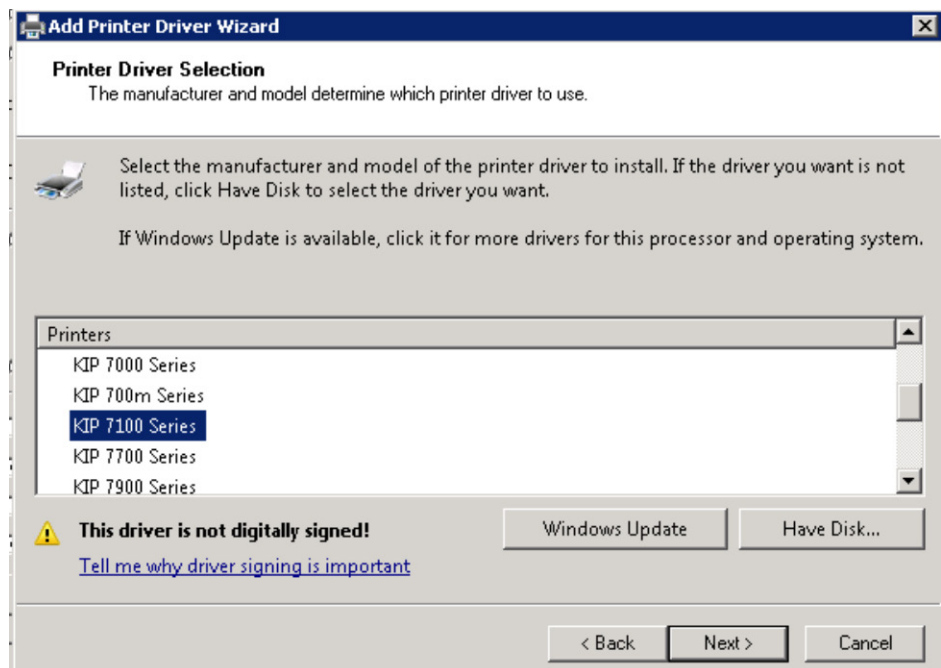 Add Printer Driver Wizard
Printer Driver Selection
The manufacturer and model determine which printer driver to use.
Select the manufacturer and model of the printer driver to install. If the driver you want is not
listed, click Have Disk to select the driver you want.
If Windows Update is available, click it for more drivers for this processor and operating system.
Printers
KIP 7000 Series
KIP 700m Series
KIP 7100 Series
KIP 7700 Series
KIP 7900 Series
This driver is not digitally signed!
Windows Update
Have Disk...
Tell me why driver signing is important
< Back
Next >
Cancel